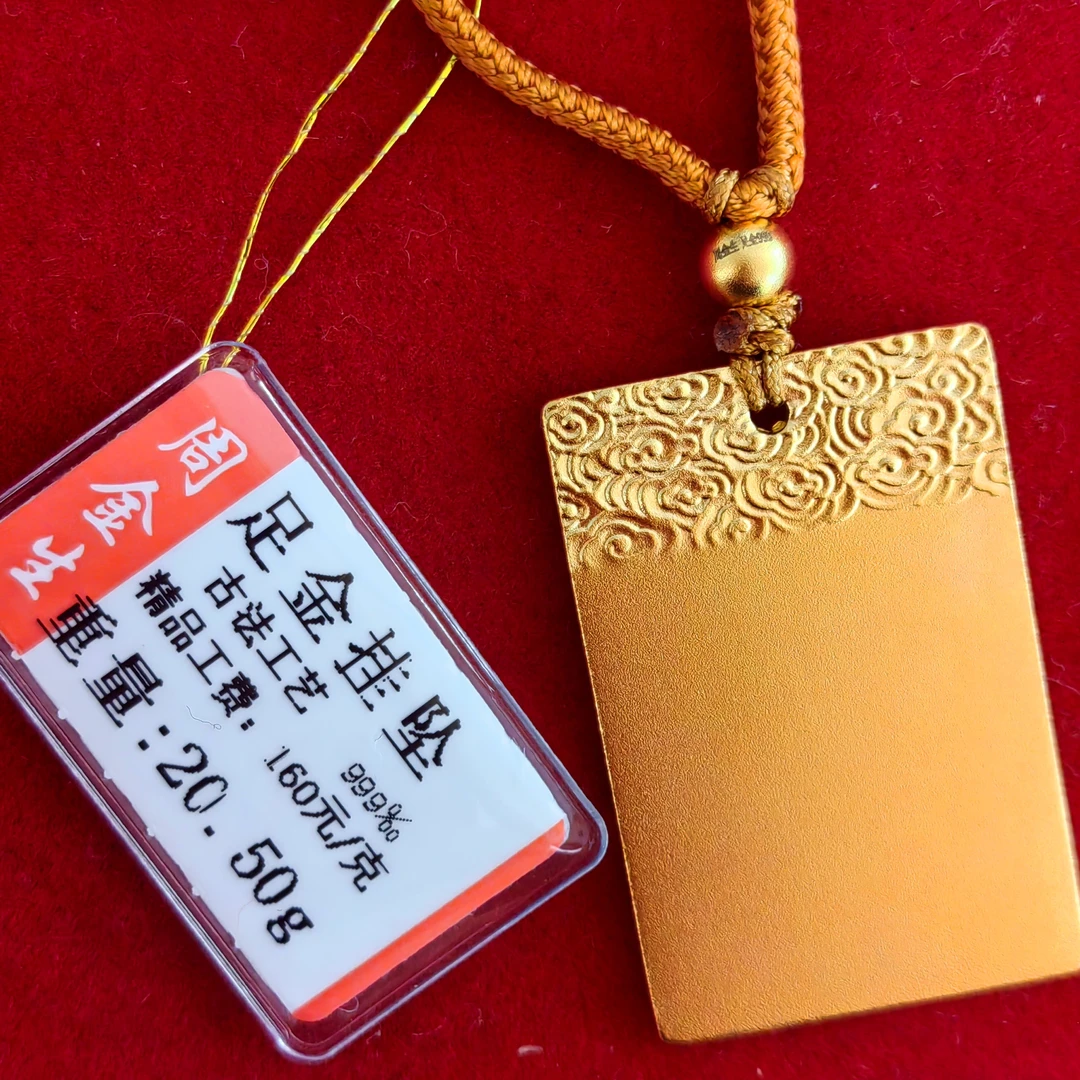 周金生
足金挂坠
999‰
古法工艺
精品工费: 160元/克
重量:20.50g